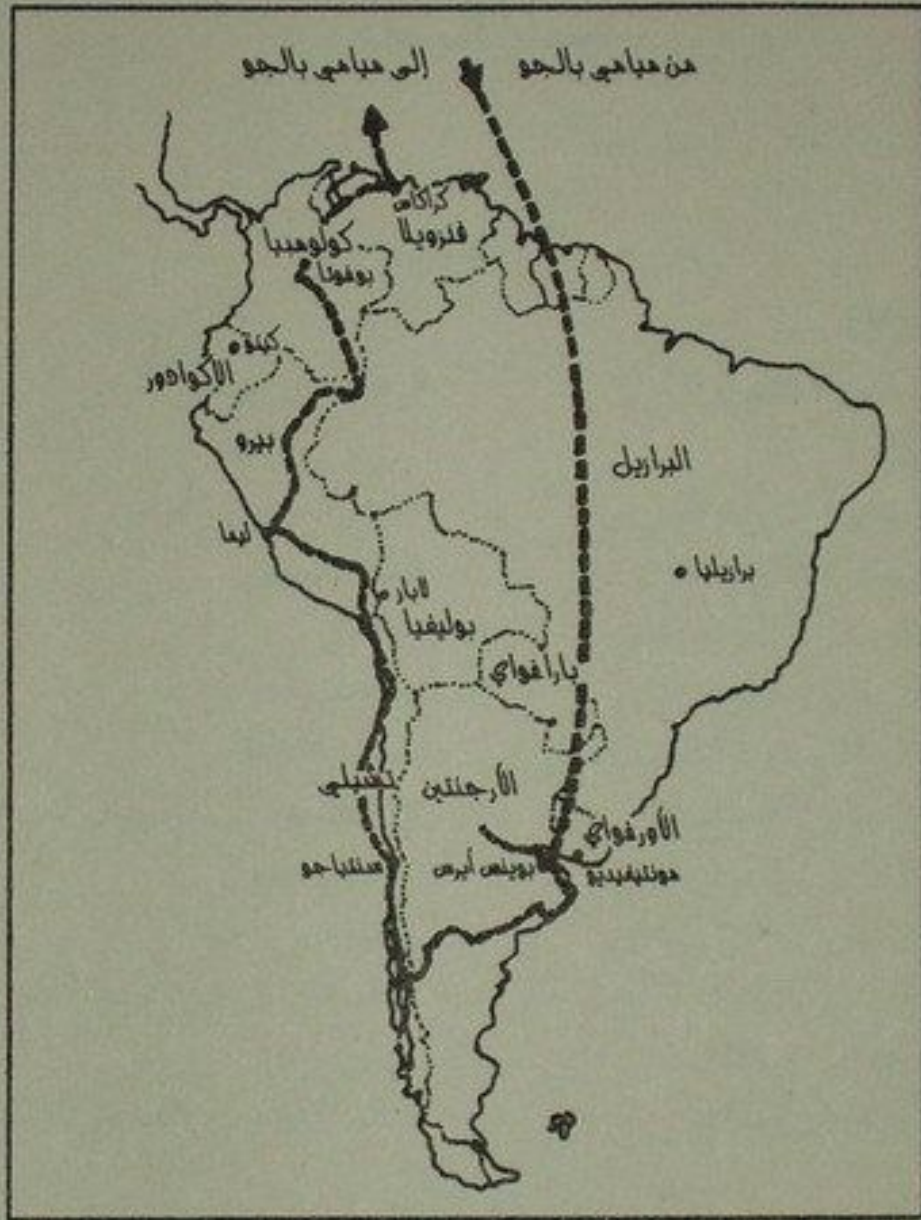 من ميامي بالجو
إلى ميامي بالجو
كراكاس
فنزويلا
كولومبيا
بوغوتا
كيتو
الأكوادور
بيرو
البرازيل
ليما
برازيليا
لاباز
بوليفيا
باراغواي
الأرجنتين
تشيلي
الأورغواي
سنتياجو
بوينس أيرس
مونتيفيديو